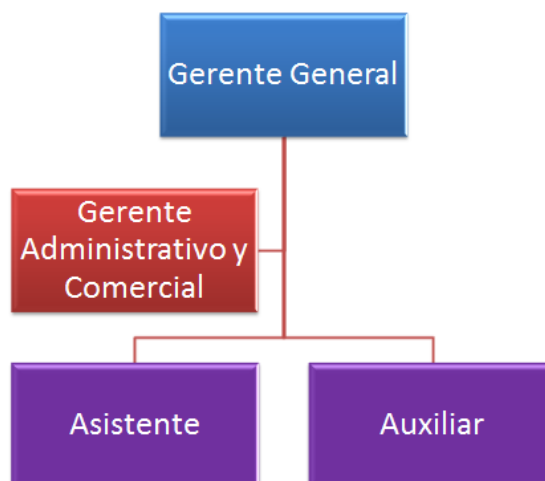 Gerente General
Gerente
Administrativo y
Comercial
Asistente
Auxiliar